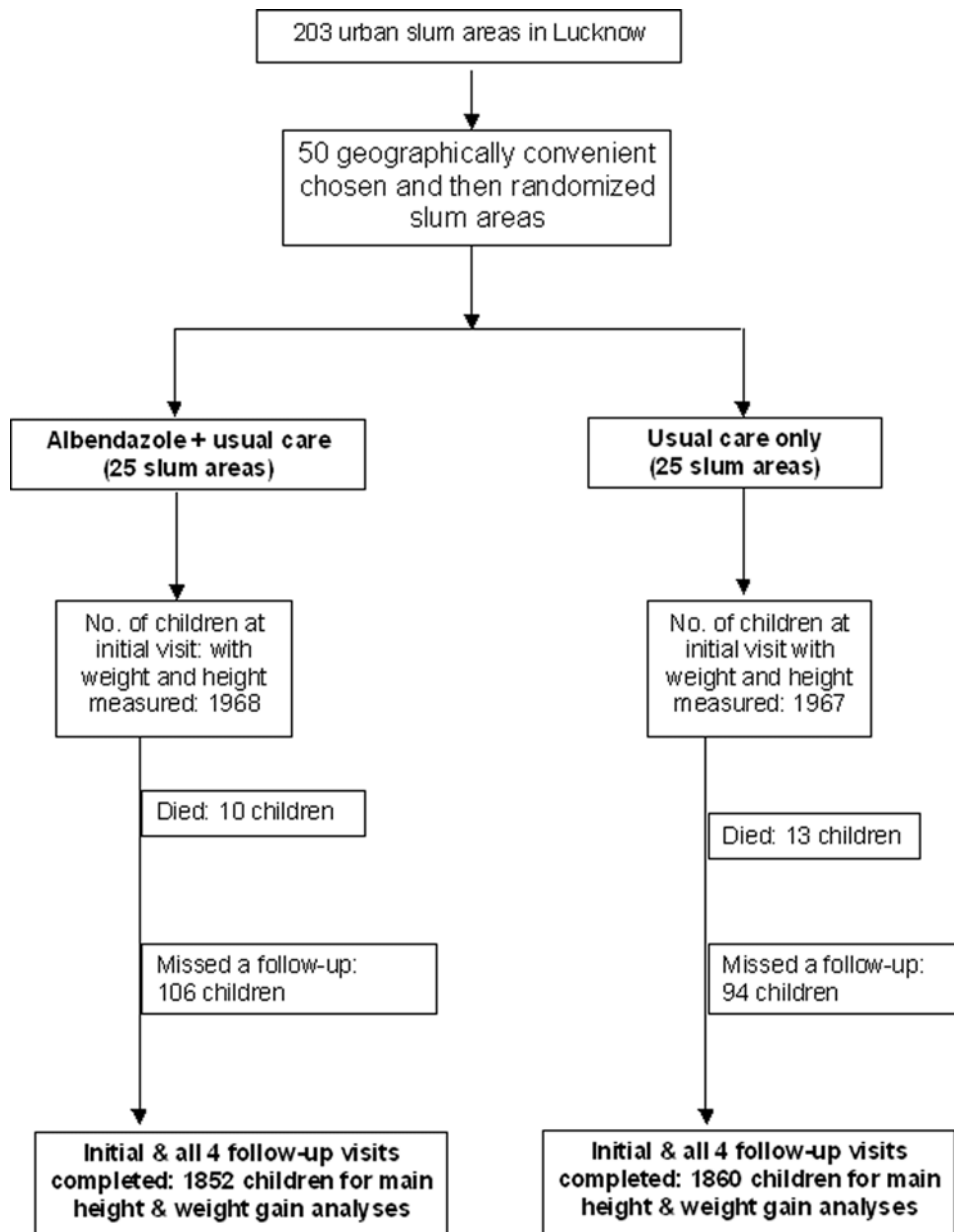 203 urban slum areas in Lucknow
50 geographically convenient
chosen and then randomized
slum areas
Albendazole + usual care
(25 slum areas)
Usual care only
(25 slum areas)
No. of children at
initial visit: with
weight and height
measured: 1968
No. of children at
initial visit with
weight and height
measured: 1967
Died: 10 children
Died: 13 children
Missed a follow-up:
106 children
Missed a follow-up:
94 children
Initial & all 4 follow-up visits
completed: 1852 children for main
height & weight gain analyses
Initial & all 4 follow-up visits
completed: 1860 children for main
height & weight gain analyses